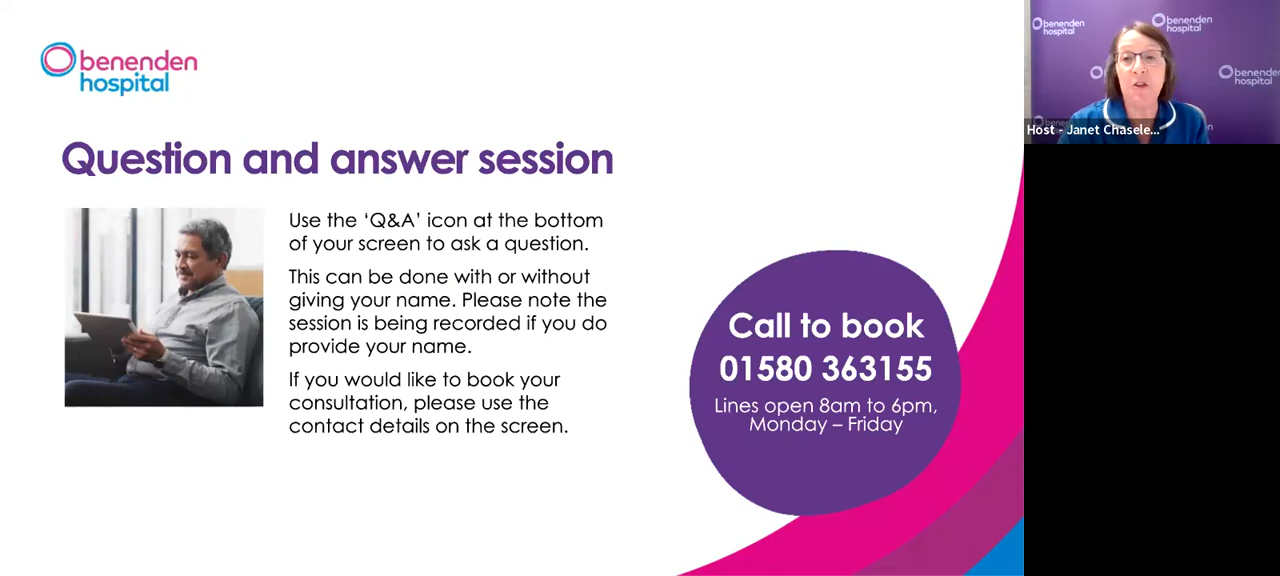 benenden
hospital
Question and answer session
Use the ‘Q&A’ icon at the bottom
of your screen to ask a question.
This can be done with or without
giving your name. Please note the
session is being recorded if you do
provide your name.
If you would like to book your
consultation, please use the
contact details on the screen.
Call to book
01580 363155
Lines open 8am to 6pm,
Monday – Friday
benenden
hospital
benenden
hospital
benenden
hospital
Host - Janet Chasele...